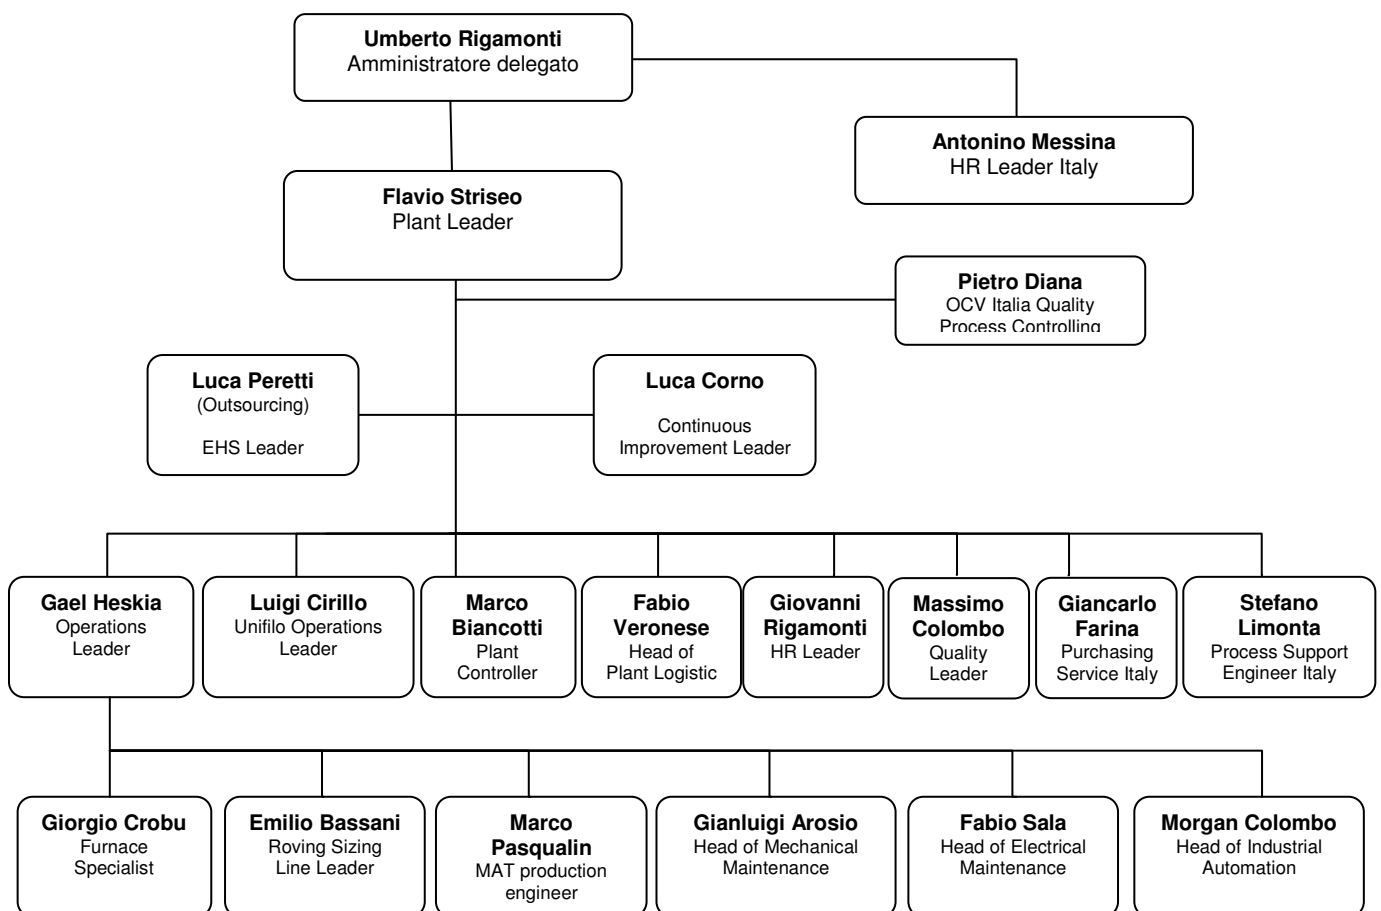 Umberto Rigamonti
Amministratore delegato
Antonino Messina
HR Leader Italy
Flavio Striseo
Plant Leader
Pietro Diana
OCV Italia Quality
Process Controlling
Luca Peretti
(Outsourcing)
EHS Leader
Luca Corno
Continuous
Improvement Leader
Gael Heskia
Operations
Leader
Luigi Cirillo
Unifilo Operations
Leader
Marco
Biancotti
Plant
Controller
Fabio
Veronese
Head of
Plant Logistic
Giovanni
Rigamonti
HR Leader
Massimo
Colombo
Quality
Leader
Giancarlo
Farina
Purchasing
Service Italy
Stefano
Limonta
Process Support
Engineer Italy
Giorgio Crobu
Furnace
Specialist
Emilio Bassani
Roving Sizing
Line Leader
Marco
Pasqualin
MAT production
engineer
Gianluigi Arosio
Head of Mechanical
Maintenance
Fabio Sala
Head of Electrical
Maintenance
Morgan Colombo
Head of Industrial
Automation